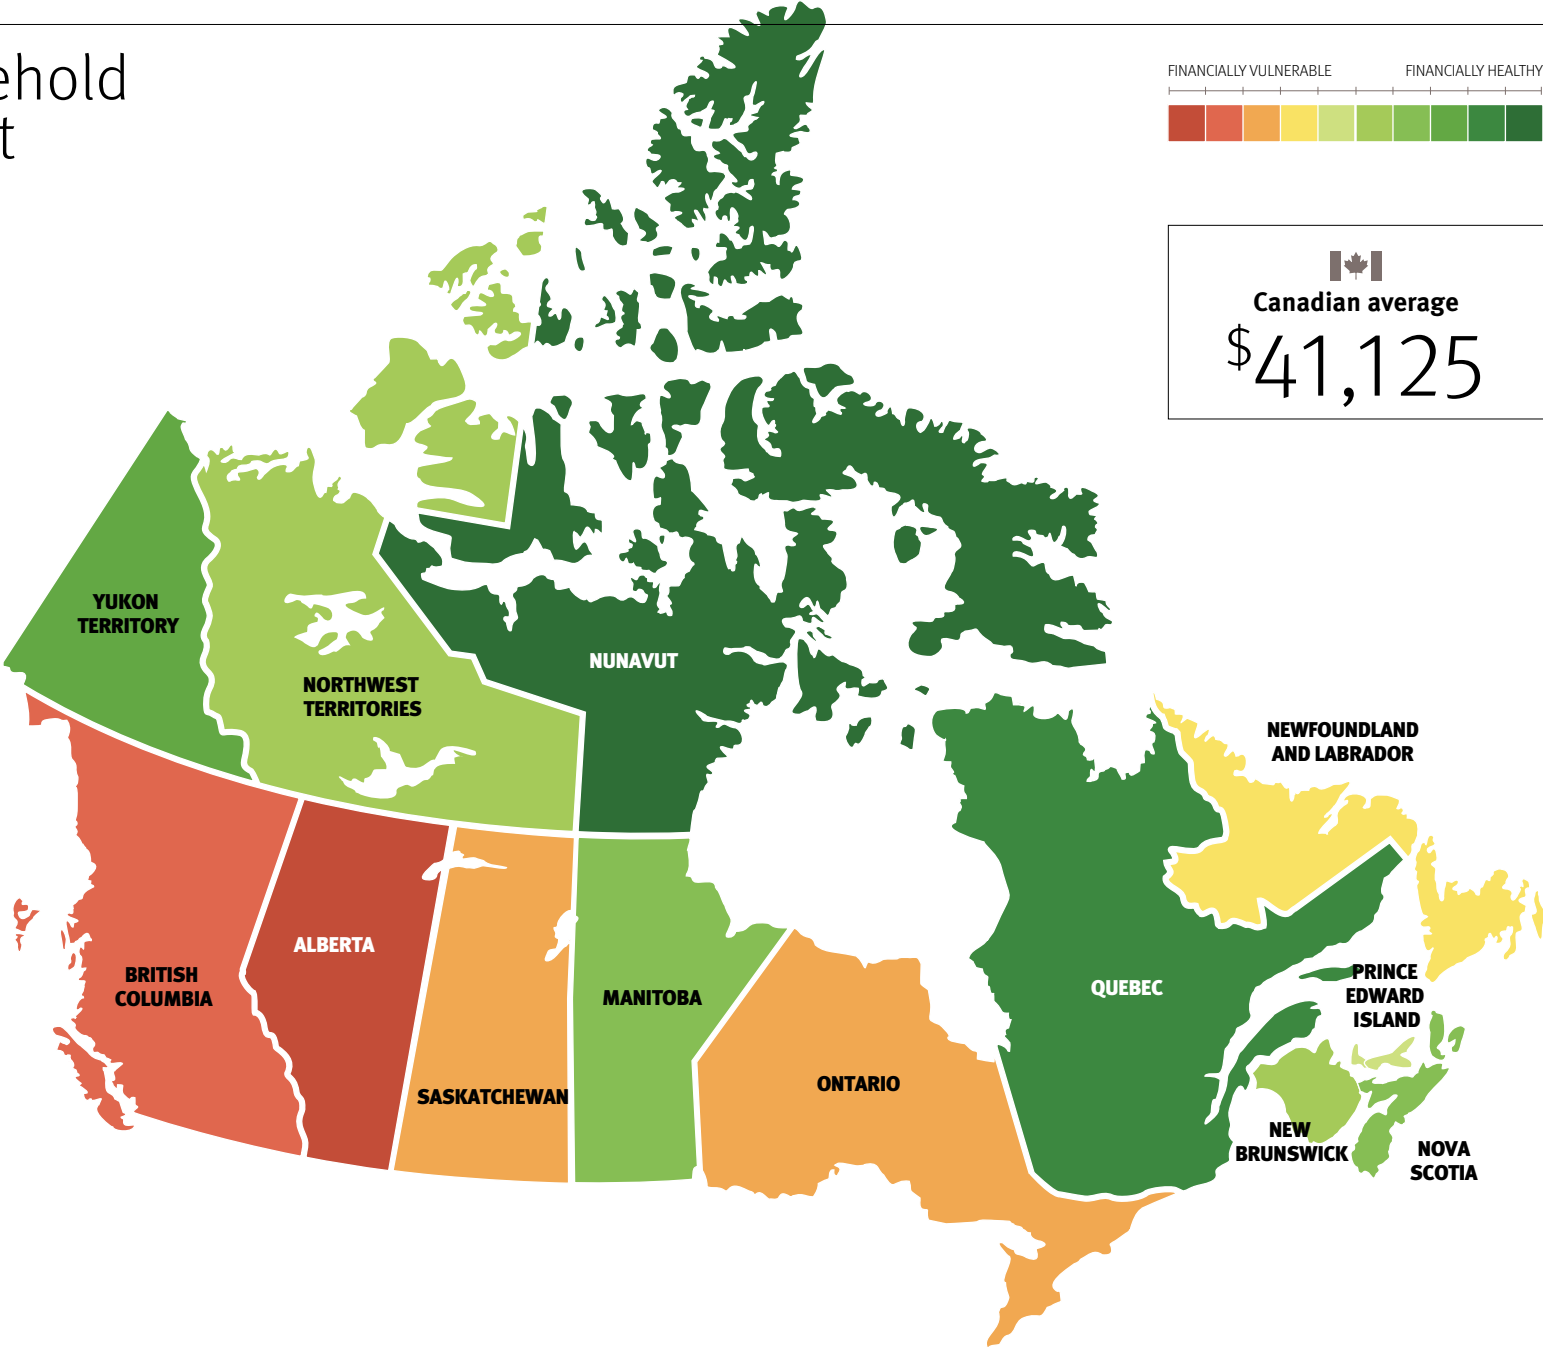 ehold
t
FINANCIALLY VULNERABLE FINANCIALLY HEALTHY
Canadian average
$41,125
YUKON
TERRITORY
NORTHWEST
TERRITORIES
NUNAVUT
NEWFOUNDLAND
AND LABRADOR
BRITISH
COLUMBIA
ALBERTA
SASKATCHEWAN
MANITOBA
ONTARIO
QUEBEC
PRINCE
EDWARD
ISLAND
NEW
BRUNSWICK
NOVA
SCOTIA